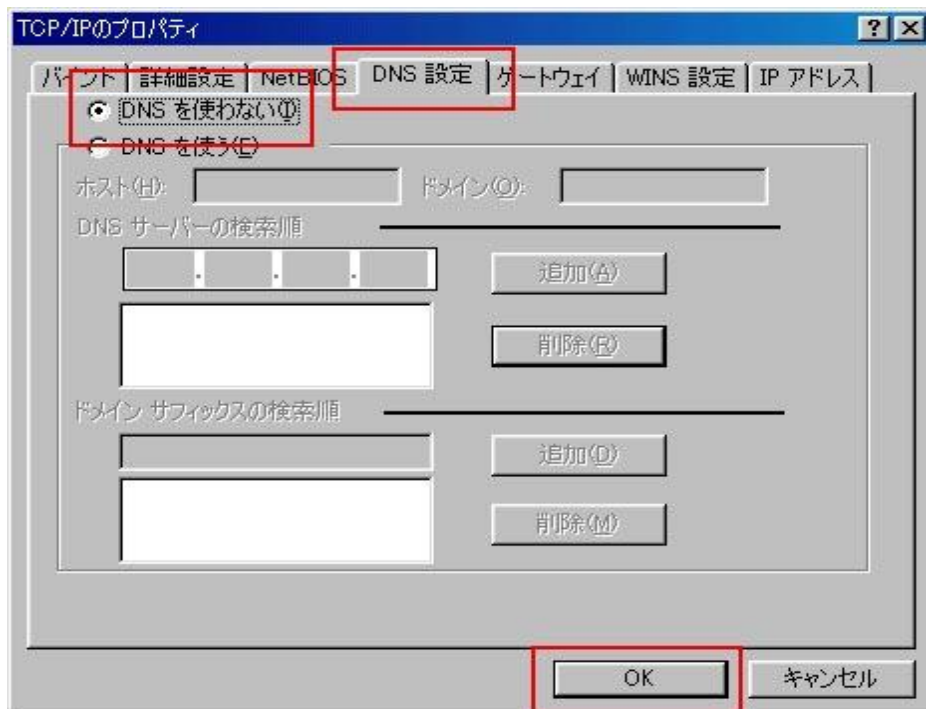 TCP/IPのプロパティ
バインド 詳細設定 NetBIOS DNS 設定 ゲートウェイ WINS 設定 IP アドレス
DNS を使わない(I)
DNS を使う(E)
ホスト(H): ドメイン(O):
DNS サーバーの検索順
追加(A)
削除(R)
ドメイン サフィックスの検索順
追加(D)
削除(M)
OK キャンセル